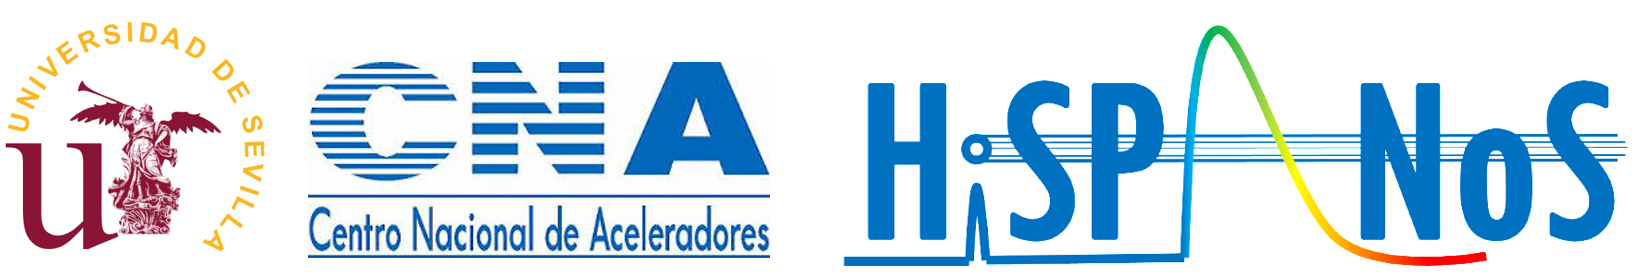 UNIVERSIDAD DE SEVILLA
u
CNA
Centro Nacional de Aceleradores
HiSPANoS